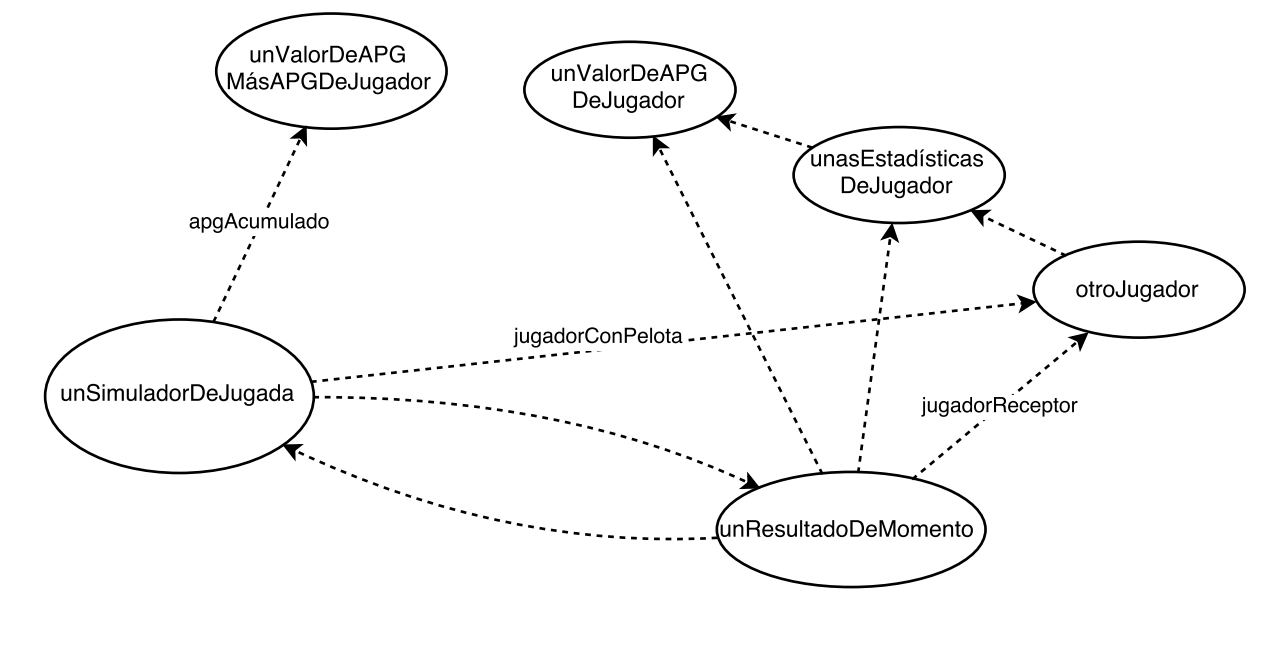 unValorDeAPG
MásAPGDeJugador
unValorDeAPG
DeJugador
unasEstadísticas
DeJugador
apgAcumulado
otroJugador
jugadorConPelota
unSimuladorDeJugada
jugadorReceptor
unResultadoDeMomento